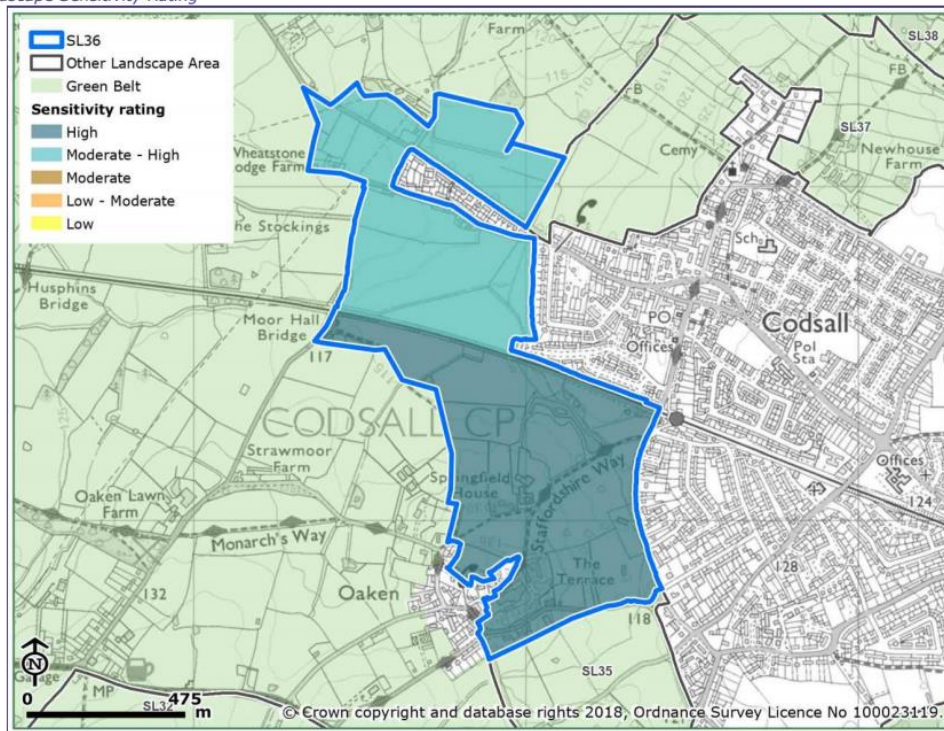 SL36
Other Landscape Area
Green Belt
Sensitivity rating
High
Moderate - High
Moderate
Low - Moderate
Low
Farm
SL38
FB
115
Cemy
SL37
Newhouse
Farm
Wheatstone
Lodge Farm
The Stockings
Sch
Husphins
Bridge
Moor Hall
Bridge
117
PO
Offices
Codsall
Pol
Sta
CODSALL CP
Strawmoor
Farm
Springfield
House
Staffordshire Way
Offices
124
Oaken Lawn
Farm
Monarch's Way
128
132
Oaken
The
Terrace
118
Garage
MP
SL32
SL35
N
0 475
m
© Crown copyright and database rights 2018, Ordnance Survey Licence No 100023119.